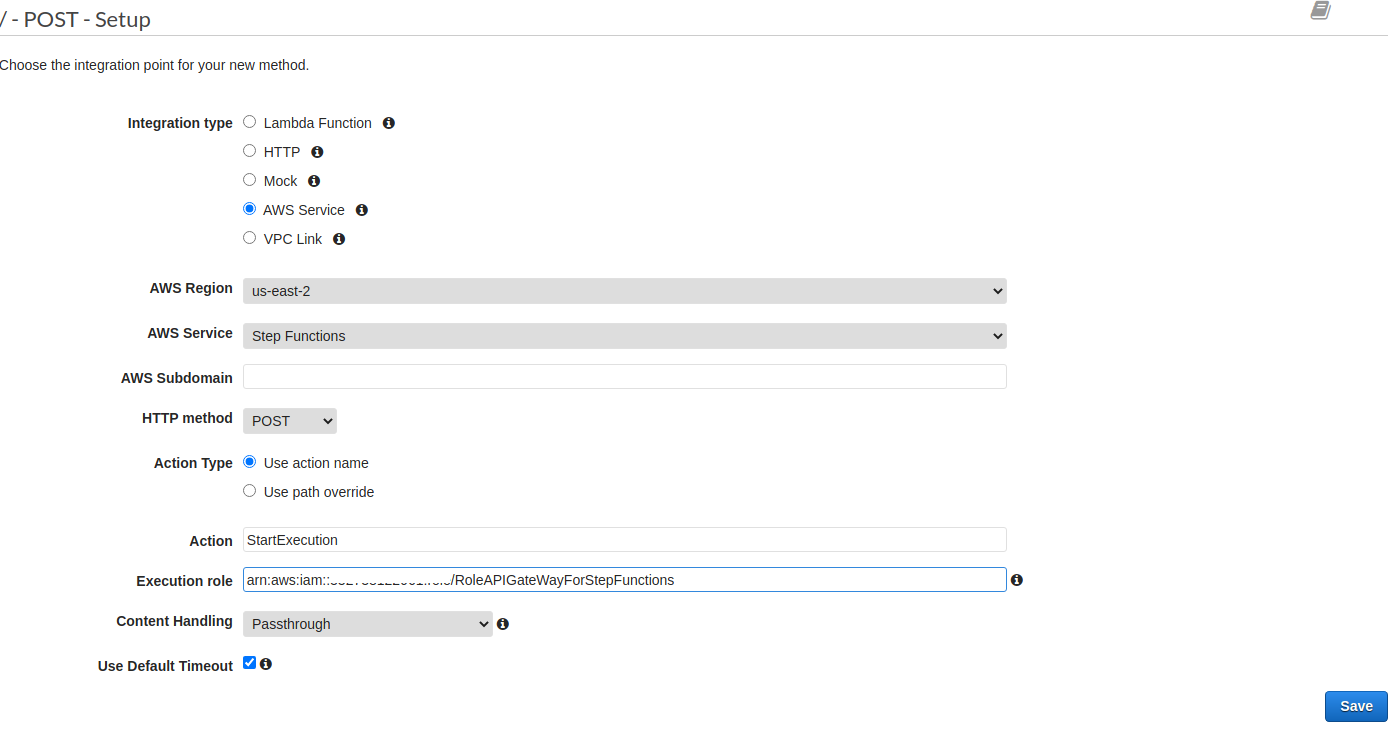 / - POST - Setup
Choose the integration point for your new method.
Integration type
Lambda Function
HTTP
Mock
AWS Service
VPC Link
AWS Region us-east-2
AWS Service Step Functions
AWS Subdomain
HTTP method POST
Action Type
Use action name
Use path override
Action StartExecution
Execution role arn:aws:iam:: /RoleAPIGateWayForStepFunctions
Content Handling Passthrough
Use Default Timeout
Save